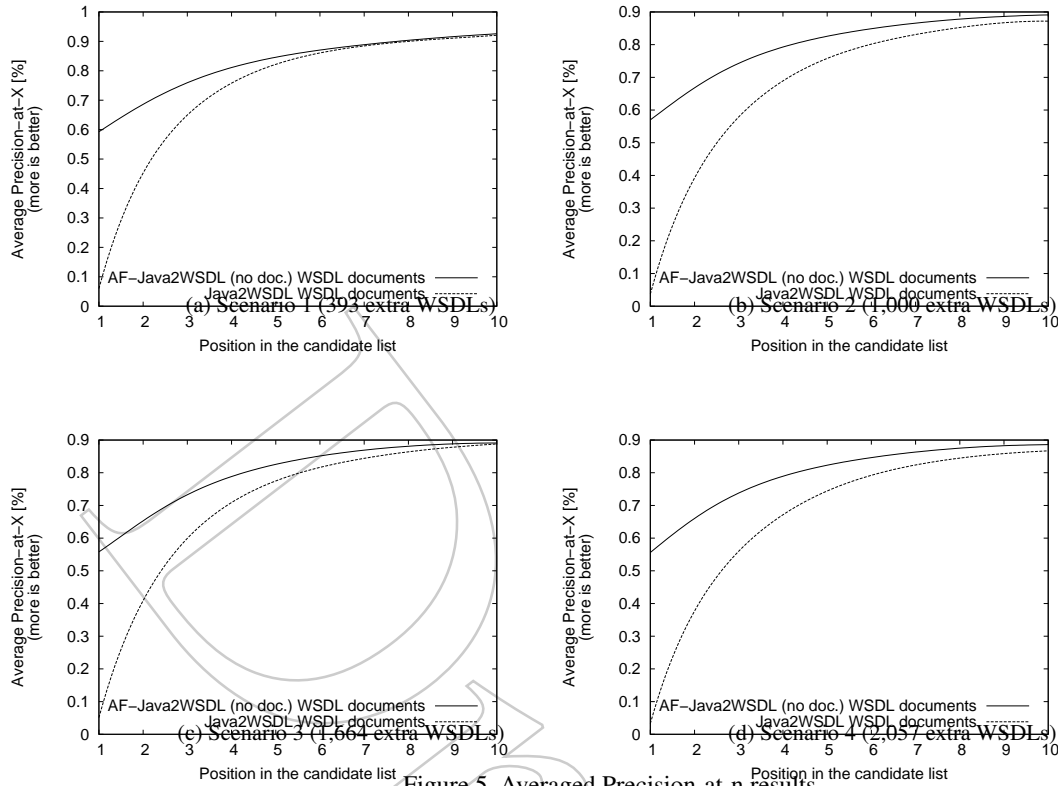 1
0.9
0.8
0.7
0.6
0.5
0.4
0.3
0.2
0.1
0
Average Precision−at−X [%]
(more is better)
AF−Java2WSDL (no doc.) WSDL documents
Java2WSDL WSDL documents
1 2 3 4 5 6 7 8 9 10
Position in the candidate list
(a) Scenario 1 (393 extra WSDLs)
0.9
0.8
0.7
0.6
0.5
0.4
0.3
0.2
0.1
0
Average Precision−at−X [%]
(more is better)
AF−Java2WSDL (no doc.) WSDL documents
Java2WSDL WSDL documents
1 2 3 4 5 6 7 8 9 10
Position in the candidate list
(b) Scenario 2 (1,000 extra WSDLs)
0.9
0.8
0.7
0.6
0.5
0.4
0.3
0.2
0.1
0
Average Precision−at−X [%]
(more is better)
AF−Java2WSDL (no doc.) WSDL documents
Java2WSDL WSDL documents
1 2 3 4 5 6 7 8 9 10
Position in the candidate list
(c) Scenario 3 (1,664 extra WSDLs)
0.9
0.8
0.7
0.6
0.5
0.4
0.3
0.2
0.1
0
Average Precision−at−X [%]
(more is better)
AF−Java2WSDL (no doc.) WSDL documents
Java2WSDL WSDL documents
1 2 3 4 5 6 7 8 9 10
Position in the candidate list
(d) Scenario 4 (2,057 extra WSDLs)
Figure 5. Averaged Precision-at-n results